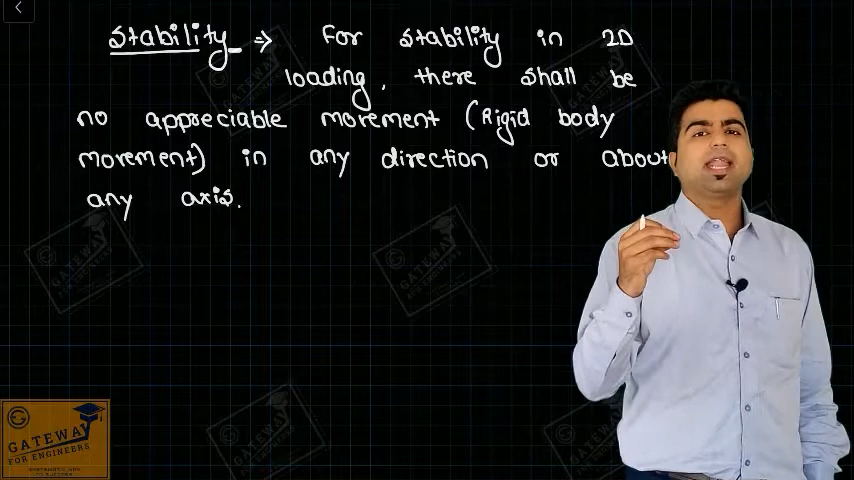 Stability ⇒ For stability in 2D
loading, there shall be
no appreciable movement (Rigid body
movement) in any direction or about
any axis.
GATEWAY
FOR ENGINEERS